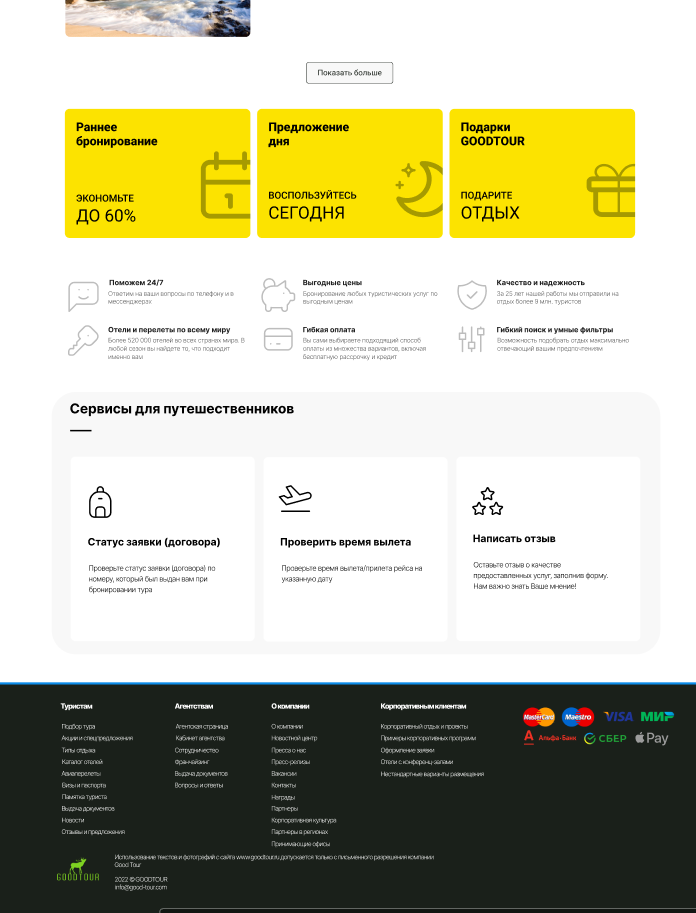 Показать больше
Раннее
бронирование
ЭКОНОМЬТЕ
ДО 60%
Предложение
дня
ВОСПОЛЬЗУЙТЕСЬ
СЕГОДНЯ
Подарки
GOODTOUR
ПОДАРИТЕ
ОТДЫХ
Поможем 24/7
Ответим на ваши вопросы по телефону и в
мессенджерах
Выгодные цены
Бронирование любых туристических услуг по
выгодным ценам
Качество и надежность
За 25 лет нашей работы мы отправили на
отдых более 9 млн. туристов
Отели и перелеты по всему миру
Более 520 000 отелей во всех странах мира. В
любой сезон вы найдете то, что подходит
именно вам
Гибкая оплата
Вы сами выбираете подходящий способ
оплаты из множества вариантов, включая
бесплатную рассрочку и кредит
Гибкий поиск и умные фильтры
Возможность подобрать отдых максимально
отвечающий вашим предпочтениям
Сервисы для путешественников
Статус заявки (договора)
Проверьте статус заявки (договора) по
номеру, который был выдан вам при
бронировании тура
Проверить время вылета
Проверьте время вылета/прилета рейса на
указанную дату
Написать отзыв
Оставьте отзыв о качестве
предоставленных услуг, заполнив форму.
Нам важно знать Ваше мнение!
Туристам
Подбор тура
Акции и спецпредложения
Типы отдыха
Каталог отелей
Авиаперелеты
Визы и паспорта
Памятка туриста
Выдача документов
Новости
Отзывы и предложения
Агентствам
Агентская страница
Кабинет агентства
Сотрудничество
Франчайзинг
Выдача документов
Вопросы и ответы
О компании
О компании
Новостной центр
Пресса о нас
Пресс-релизы
Вакансии
Контакты
Награды
Партнеры
Корпоративная культура
Партнеры в регионах
Принимающие офисы
Корпоративным клиентам
Корпоративный отдых и проекты
Примеры корпоративных программ
Оформление заявки
Отели с конференц-залами
Нестандартные варианты размещения
MasterCard
Maestro
VISA
МИР
А
Альфа·Банк
СБЕР
Pay
GOODTOUR
Использование текстов и фотографий с сайта www.goodtour.ru допускается только с письменного разрешения компании
Good Tour
2022 © GOODTOUR
info@good-tour.com